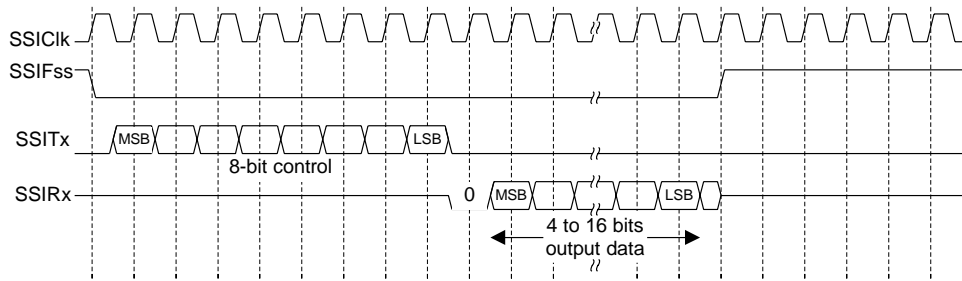 SSIClk
SSIFss
SSITx
MSB
LSB
8-bit control
SSIRx
0
MSB
LSB
4 to 16 bits
output data